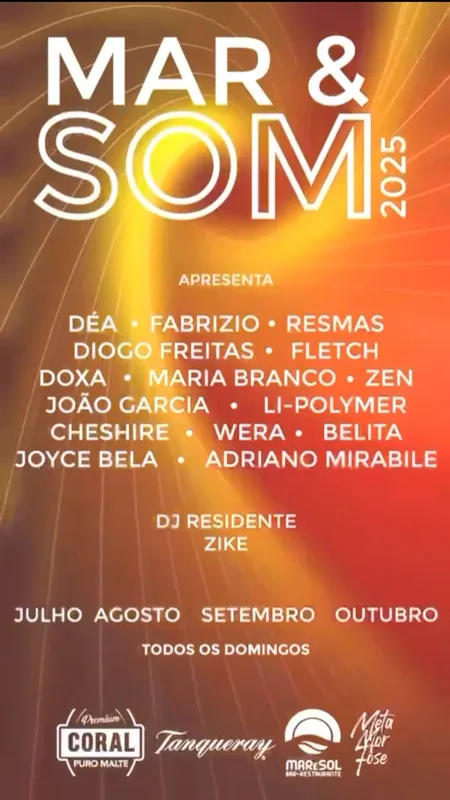 MAR &
SOM
2025
APRESENTA
DÉA • FABRIZIO • RESMAS
DIOGO FREITAS • FLETCH
DOXA • MARIA BRANCO • ZEN
JOÃO GARCIA • LI-POLYMER
CHESHIRE • WERA • BELITA
JOYCE BELA • ADRIANO MIRABILE
DJ RESIDENTE
ZIKE
JULHO AGOSTO SETEMBRO OUTUBRO
TODOS OS DOMINGOS
Premium
CORAL
PURO MALTE
Tanqueray
MAReSOL
BAR-RESTAURANTE
Meta
Mor
fose